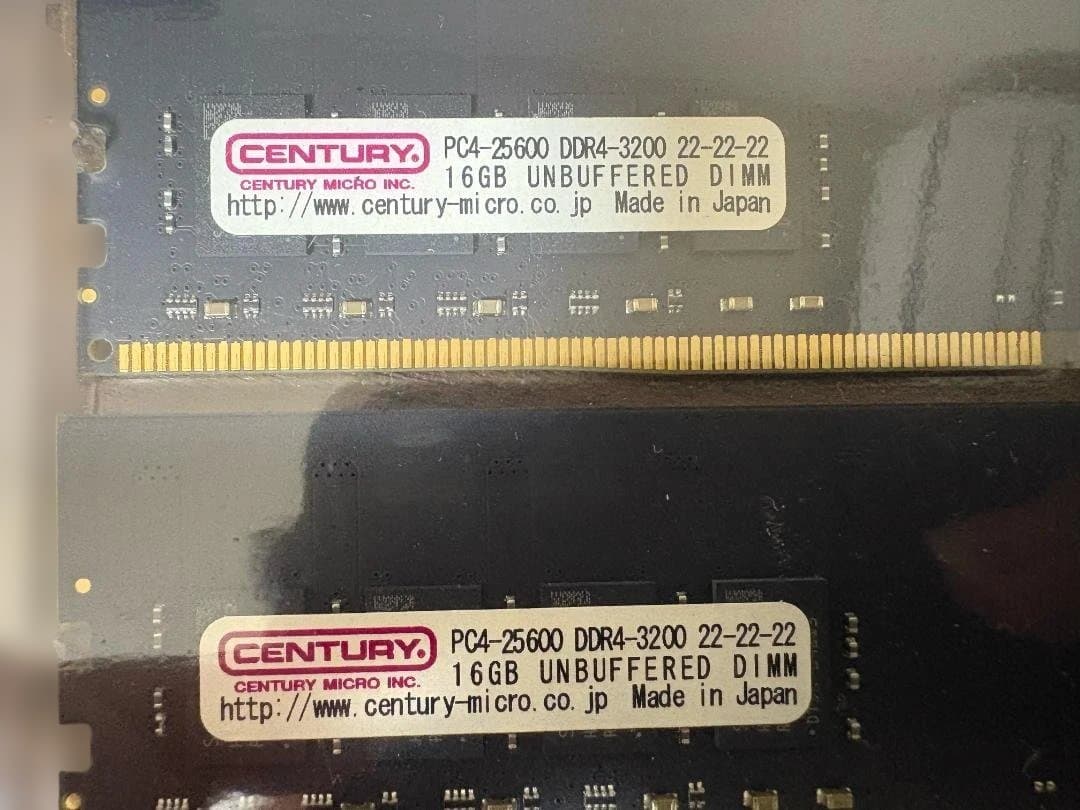 CENTURY®
PC4-25600 DDR4-3200 22-22-22
CENTURY MICRO INC.
16GB UNBUFFERED DIMM
http://www.century-micro.co.jp Made in Japan
CENTURY®
PC4-25600 DDR4-3200 22-22-22
CENTURY MICRO INC.
16GB UNBUFFERED DIMM
http://www.century-micro.co.jp Made in Japan